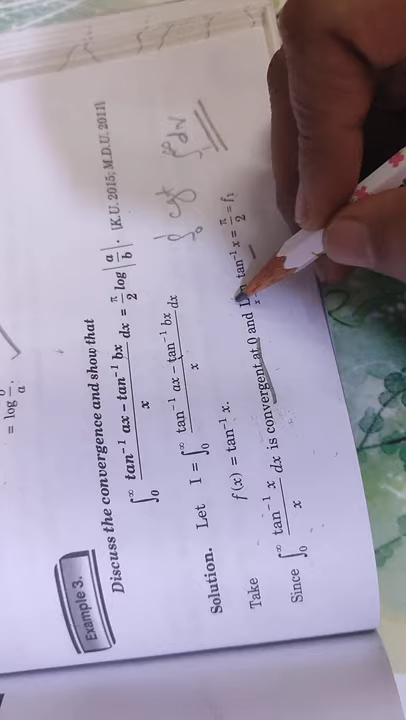 = log b/a.
Example 3.
Discuss the convergence and show that
∫₀^∞ (tan⁻¹ ax – tan⁻¹ bx)/x dx = π/2 log |a/b|. [K.U. 2015; M.D.U. 2011]
Solution. Let I = ∫₀^∞ (tan⁻¹ ax – tan⁻¹ bx)/x dx
Take f(x) = tan⁻¹ x.
Since ∫₀^∞ (tan⁻¹ x)/x dx is convergent at 0 and tan⁻¹ x = π/2 = f₁